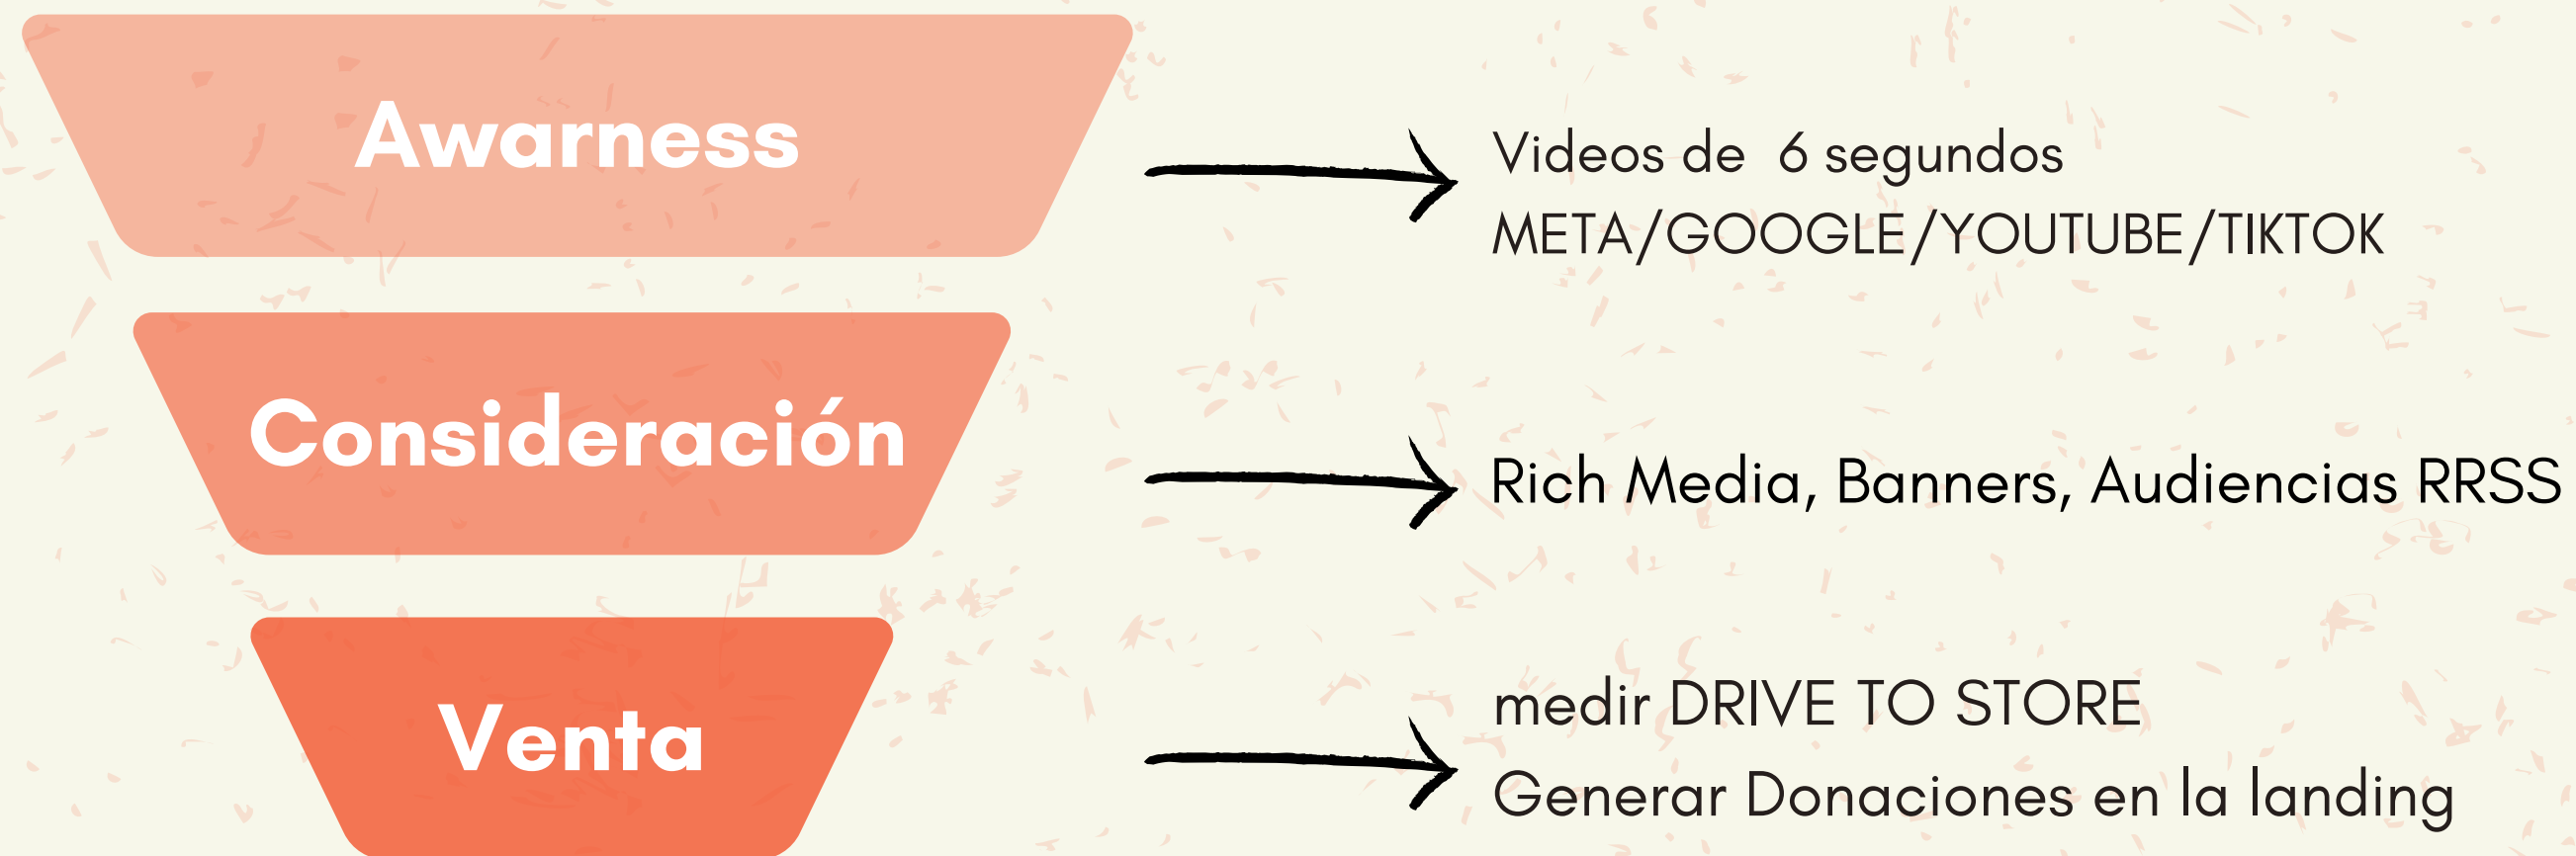 Awarness
Videos de 6 segundos
META/GOOGLE/YOUTUBE/TIKTOK
Consideración
Rich Media, Banners, Audiencias RRSS
Venta
medir DRIVE TO STORE
Generar Donaciones en la landing